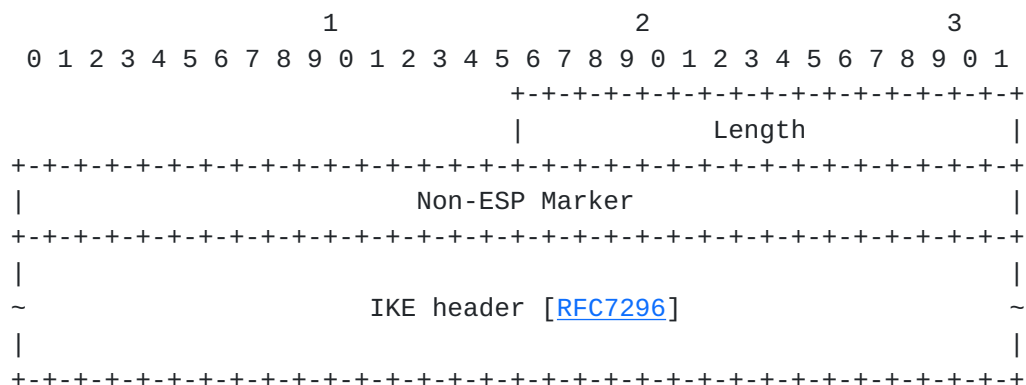 1                   2                   3
 0 1 2 3 4 5 6 7 8 9 0 1 2 3 4 5 6 7 8 9 0 1 2 3 4 5 6 7 8 9 0 1
                                +-+-+-+-+-+-+-+-+-+-+-+-+-+-+-+-+
                                |            Length             |
+-+-+-+-+-+-+-+-+-+-+-+-+-+-+-+-+-+-+-+-+-+-+-+-+-+-+-+-+-+-+-+-+
|                         Non-ESP Marker                        |
+-+-+-+-+-+-+-+-+-+-+-+-+-+-+-+-+-+-+-+-+-+-+-+-+-+-+-+-+-+-+-+-+
|                                                               |
~                      IKE header [RFC7296]                     ~
|                                                               |
+-+-+-+-+-+-+-+-+-+-+-+-+-+-+-+-+-+-+-+-+-+-+-+-+-+-+-+-+-+-+-+-+